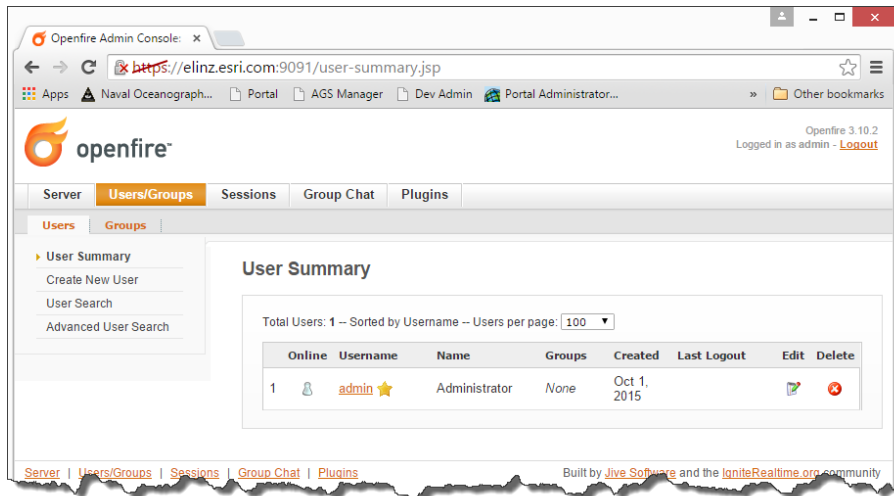 Openfire Admin Console:
https://elinz.esri.com:9091/user-summary.jsp
Apps Naval Oceanograph... Portal AGS Manager Dev Admin Portal Administrator... » Other bookmarks
openfire™
Openfire 3.10.2
Logged in as admin - Logout
Server Users/Groups Sessions Group Chat Plugins
Users Groups
User Summary
Create New User
User Search
Advanced User Search
User Summary
Total Users: 1 -- Sorted by Username -- Users per page: 100
Online Username Name Groups Created Last Logout Edit Delete
1 admin Administrator None Oct 1, 2015
Server | Users/Groups | Sessions | Group Chat | Plugins
Built by Jive Software and the IgniteRealtime.org community